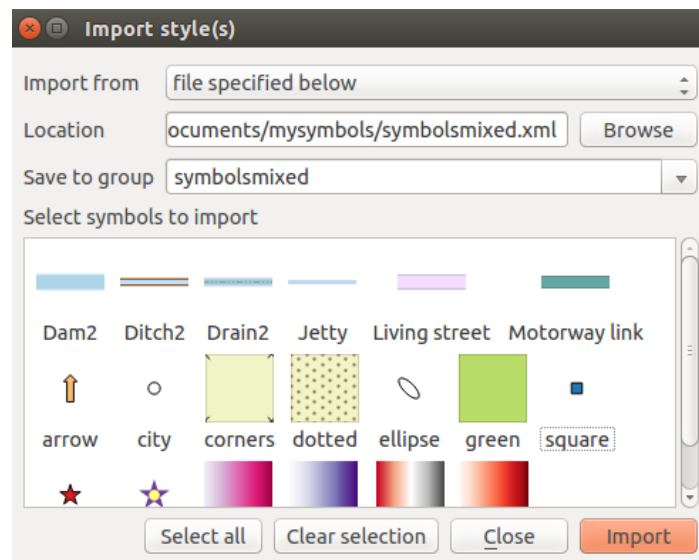 Import style(s)
Import from file specified below
Location ocuments/mysymbols/symbolsmixed.xml Browse
Save to group symbolsmixed
Select symbols to import
Dam2 Ditch2 Drain2 Jetty Living street Motorway link
arrow city corners dotted ellipse green square
Select all Clear selection Close Import